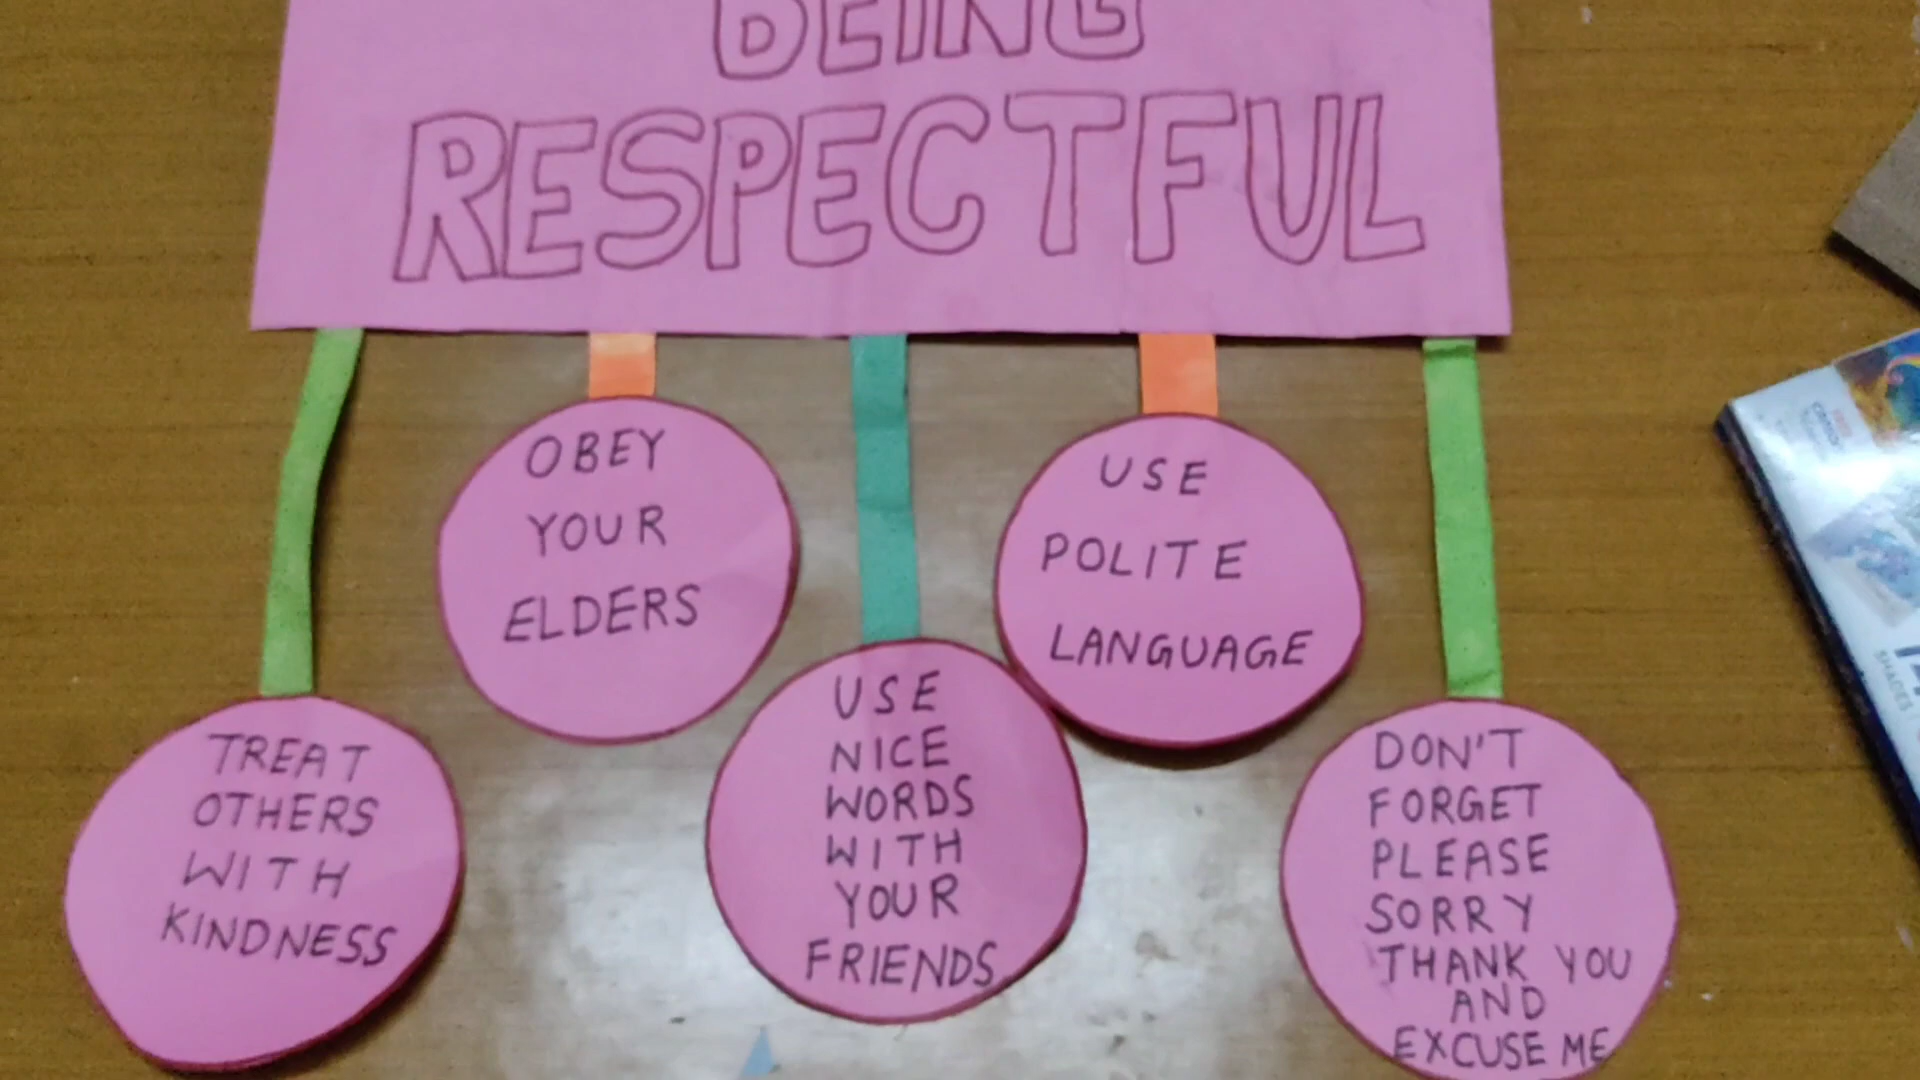 BEING
RESPECTFUL
OBEY
YOUR
ELDERS
USE
POLITE
LANGUAGE
TREAT
OTHERS
WITH
KINDNESS
USE
NICE
WORDS
WITH
YOUR
FRIENDS
DON'T
FORGET
PLEASE
SORRY
THANK YOU
AND
EXCUSE ME
SHADES